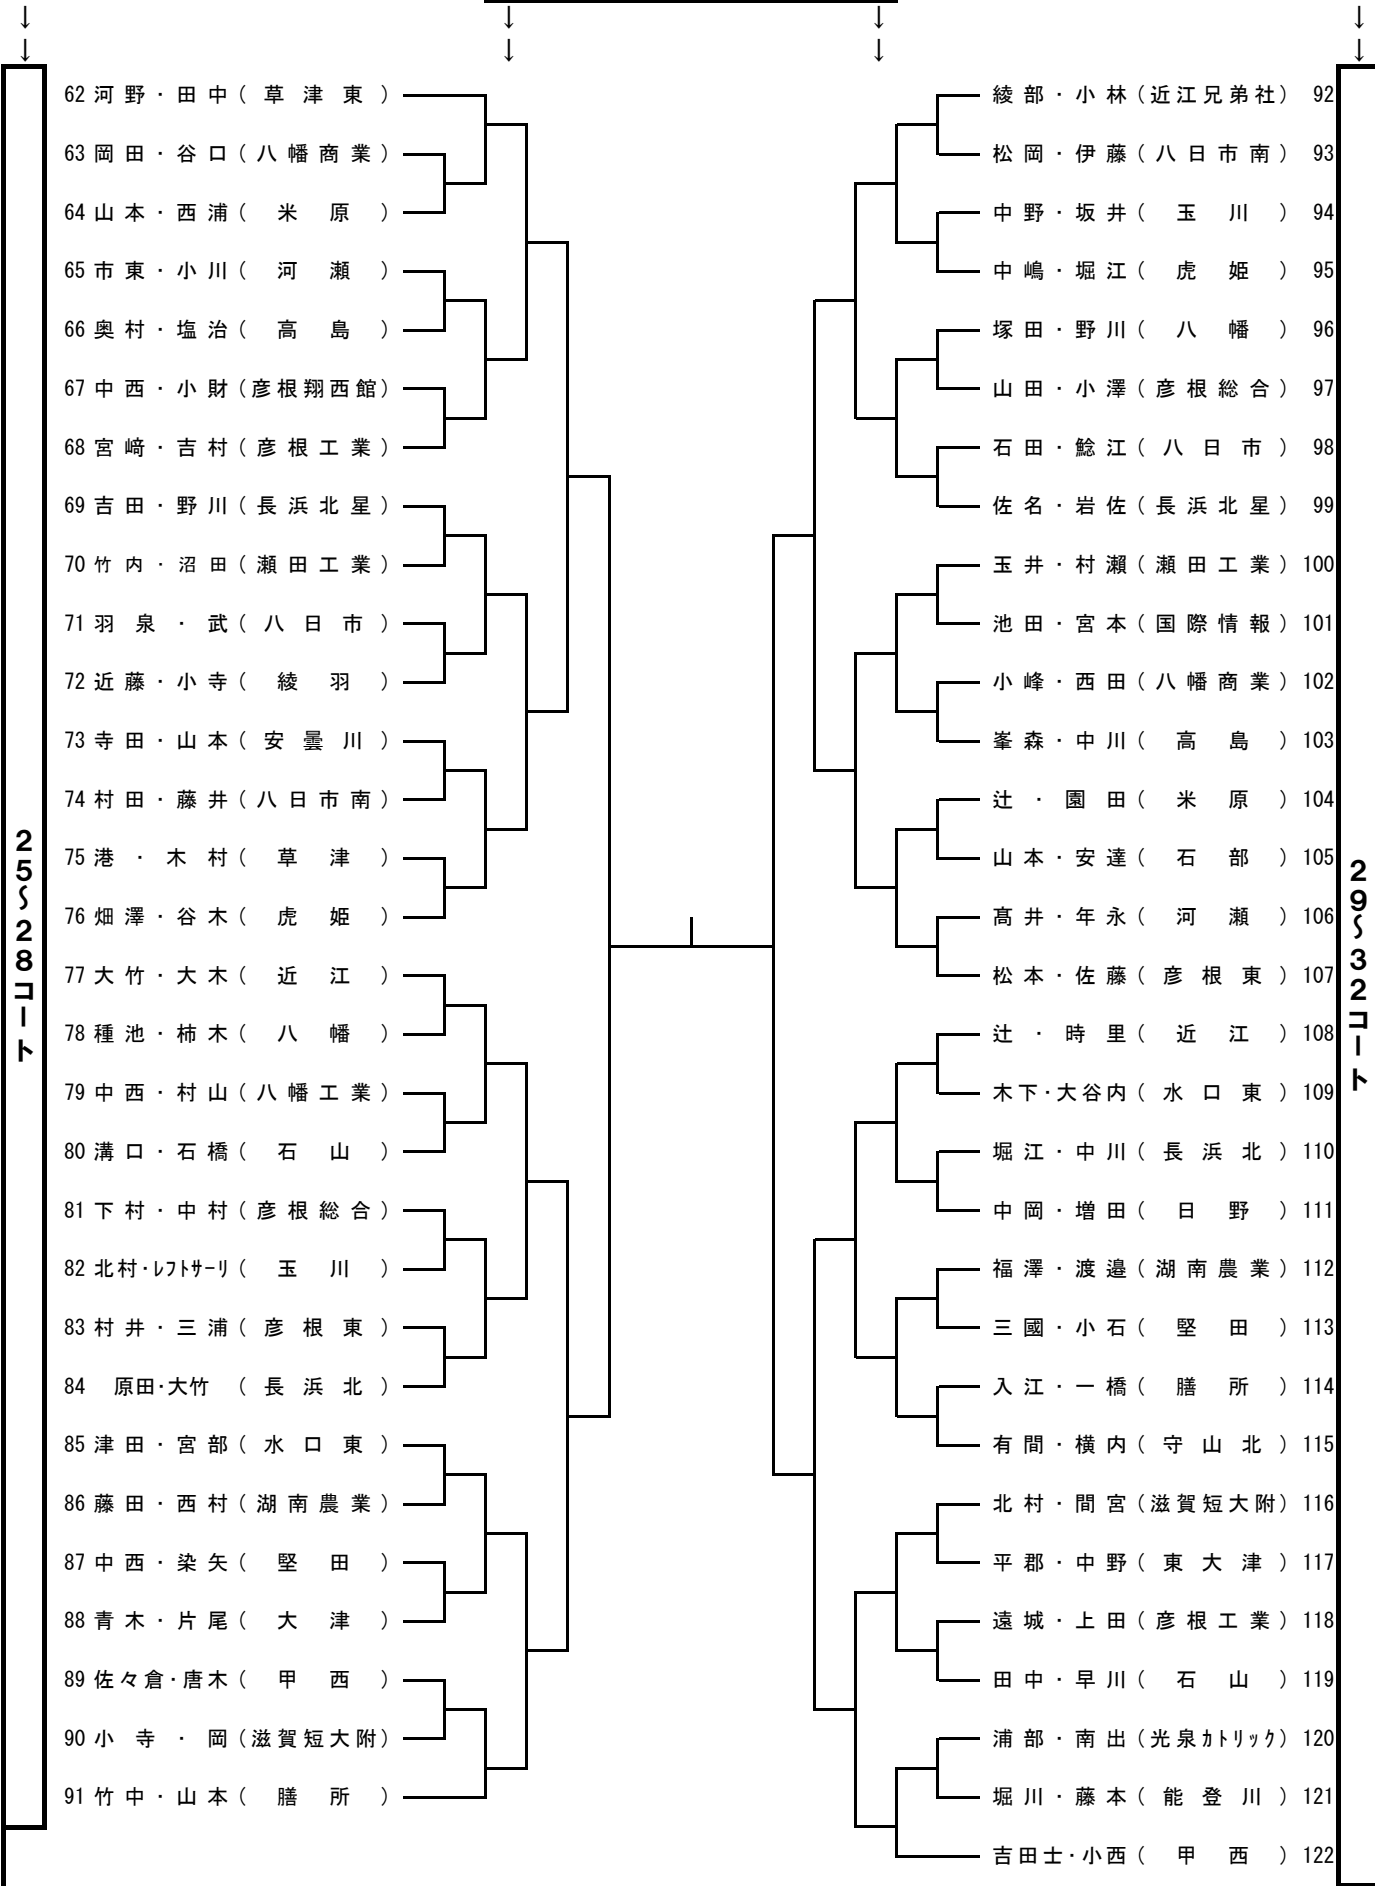 ↓ ↓ ↓ ↓
↓ ↓ ↓ ↓
25～28コート
62 河野・田中(草津東)
63 岡田・谷口(八幡商業)
64 山本・西浦(米原)
65 市東・小川(河瀬)
66 奥村・塩治(高島)
67 中西・小財(彦根翔西館)
68 宮﨑・吉村(彦根工業)
69 吉田・野川(長浜北星)
70 竹内・沼田(瀬田工業)
71 羽泉・武(八日市)
72 近藤・小寺(綾羽)
73 寺田・山本(安曇川)
74 村田・藤井(八日市南)
75 港・木村(草津)
76 畑澤・谷木(虎姫)
77 大竹・大木(近江)
78 種池・柿木(八幡)
79 中西・村山(八幡工業)
80 溝口・石橋(石山)
81 下村・中村(彦根総合)
82 北村・ﾚﾌﾄｻｰﾘ(玉川)
83 村井・三浦(彦根東)
84 原田・大竹(長浜北)
85 津田・宮部(水口東)
86 藤田・西村(湖南農業)
87 中西・染矢(堅田)
88 青木・片尾(大津)
89 佐々倉・唐木(甲西)
90 小寺・岡(滋賀短大附)
91 竹中・山本(膳所)
綾部・小林(近江兄弟社) 92
松岡・伊藤(八日市南) 93
中野・坂井(玉川) 94
中嶋・堀江(虎姫) 95
塚田・野川(八幡) 96
山田・小澤(彦根総合) 97
石田・鯰江(八日市) 98
佐名・岩佐(長浜北星) 99
玉井・村瀬(瀬田工業) 100
池田・宮本(国際情報) 101
小峰・西田(八幡商業) 102
峯森・中川(高島) 103
辻・園田(米原) 104
山本・安達(石部) 105
髙井・年永(河瀬) 106
松本・佐藤(彦根東) 107
辻・時里(近江) 108
木下・大谷内(水口東) 109
堀江・中川(長浜北) 110
中岡・増田(日野) 111
福澤・渡邉(湖南農業) 112
三國・小石(堅田) 113
入江・一橋(膳所) 114
有間・横内(守山北) 115
北村・間宮(滋賀短大附) 116
平郡・中野(東大津) 117
遠城・上田(彦根工業) 118
田中・早川(石山) 119
浦部・南出(光泉ｶﾄﾘｯｸ) 120
堀川・藤本(能登川) 121
吉田士・小西(甲西) 122
29～32コート